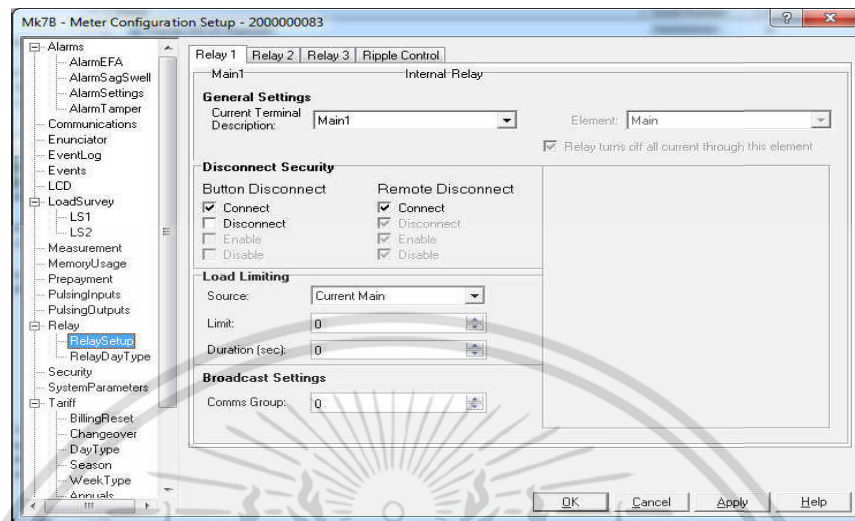 Mk7B - Meter Configuration Setup - 2000000083
Alarms
AlarmEFA
AlarmSagSwell
AlarmSettings
AlarmTamper
Communications
Enunciator
EventLog
Events
LCD
LoadSurvey
LS1
LS2
Measurement
MemoryUsage
Prepayment
PulsingInputs
PulsingOutputs
Relay
RelaySetup
RelayDayType
Security
SystemParameters
Tariff
BillingReset
Changeover
DayType
Season
WeekType
Annuals
Relay 1 Relay 2 Relay 3 Ripple Control
Main1 Internal Relay
General Settings
Current Terminal
Description: Main1 Element: Main
Relay turns off all current through this element
Disconnect Security
Button Disconnect Remote Disconnect
Connect Connect
Disconnect Disconnect
Enable Enable
Disable Disable
Load Limiting
Source: Current Main
Limit: 0
Duration (sec): 0
Broadcast Settings
Comms Group: 0
OK Cancel Apply Help